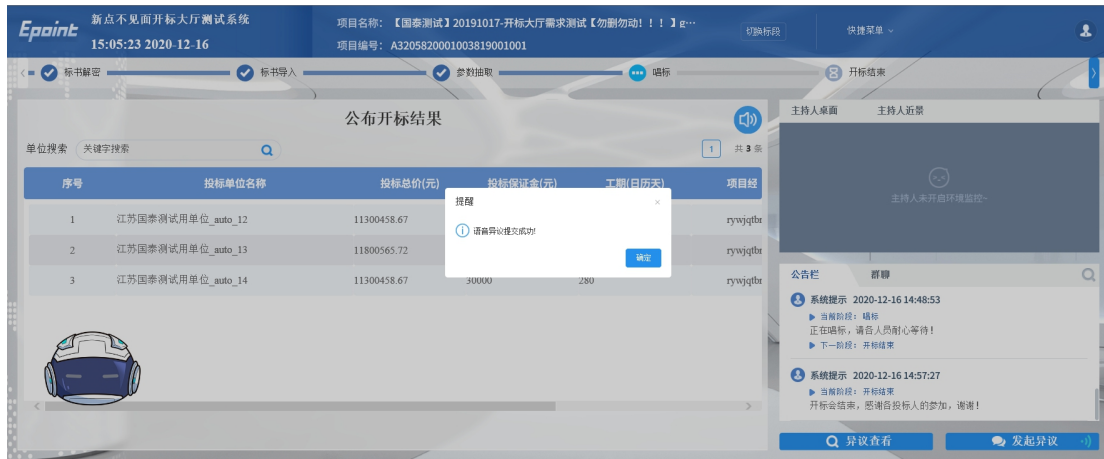 Epoint 新点不见面开标大厅测试系统
15:05:23 2020-12-16
项目名称：【国泰测试】20191017-开标大厅需求测试【勿删勿动！！！】g…
项目编号：A3205820001003819001001
切换标段
快捷菜单
标书解密
标书导入
参数抽取
唱标
开标结束
公布开标结果
单位搜索 关键字搜索
1 共 3 条
序号 投标单位名称 投标总价(元) 投标保证金(元) 工期(日历天) 项目经
1 江苏国泰测试用单位_auto_12 11300458.67 rywjqtbr
2 江苏国泰测试用单位_auto_13 11800565.72 rywjqtbr
3 江苏国泰测试用单位_auto_14 11300458.67 30000 280 rywjqtbr
提醒
语音异议提交成功!
确定
主持人桌面 主持人近景
主持人未开启环境监控~
公告栏 群聊
系统提示 2020-12-16 14:48:53
当前阶段：唱标
正在唱标，请各人员耐心等待！
下一阶段：开标结束
系统提示 2020-12-16 14:57:27
当前阶段：开标结束
开标会结束，感谢各投标人的参加，谢谢！
异议查看
发起异议